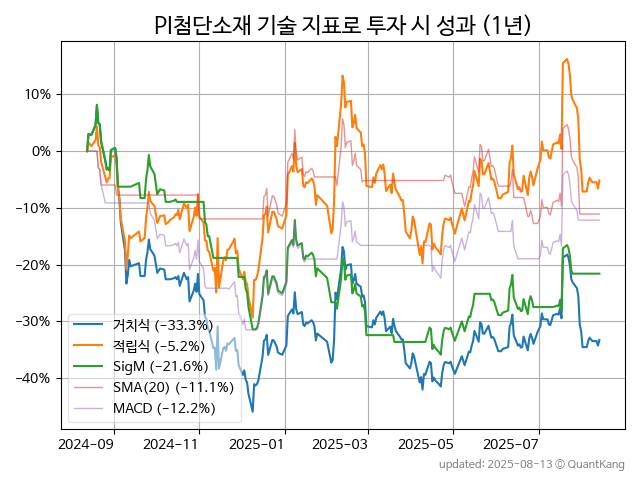 PI첨단소재 기술 지표로 투자 시 성과 (1년)
10%
0%
−10%
−20%
−30%
−40%
거치식 (−33.3%)
적립식 (−5.2%)
SigM (−21.6%)
SMA(20) (−11.1%)
MACD (−12.2%)
2024-09
2024-11
2025-01
2025-03
2025-05
2025-07
updated: 2025-08-13 ⓒ QuantKang